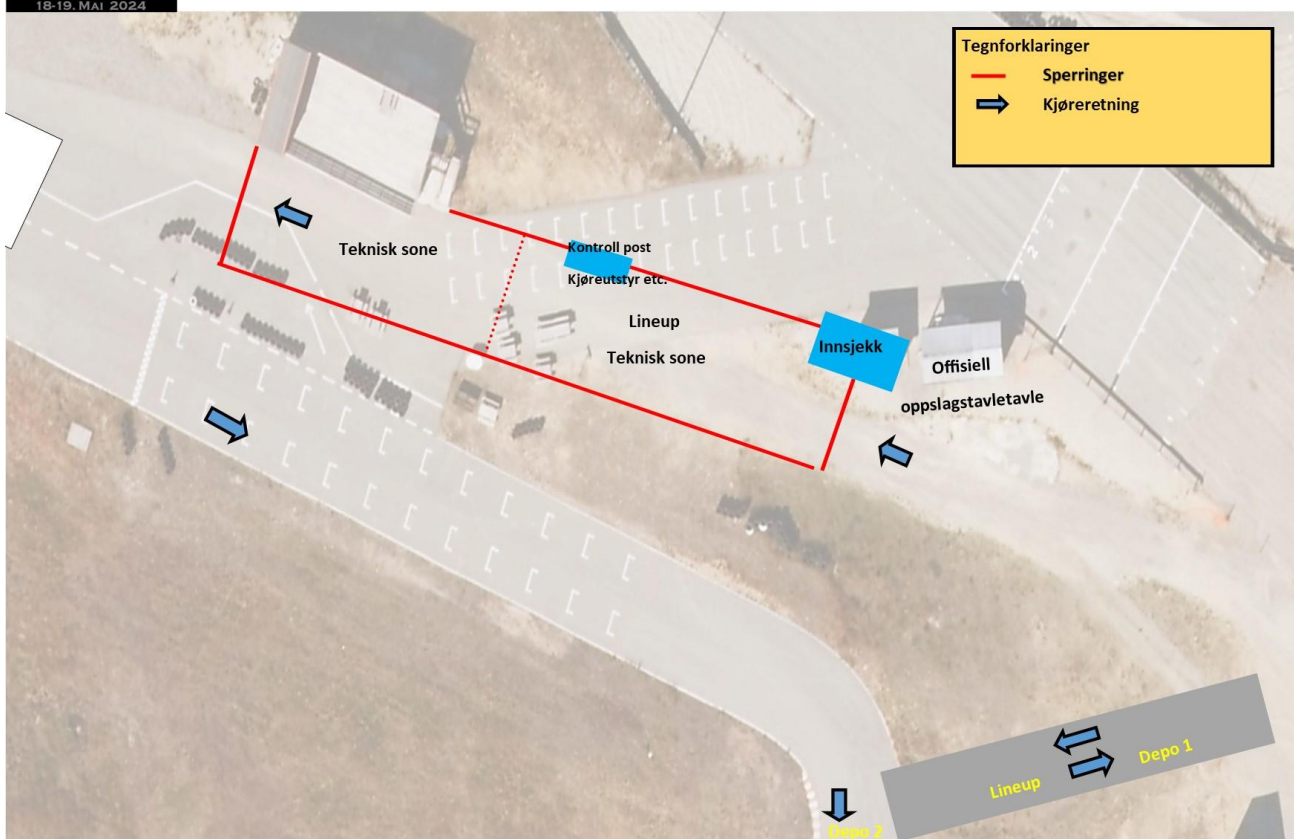 18-19. MAI 2024
Tegnforklaringer
Sperringer
Kjøreretning
Teknisk sone
Kontroll post
Kjøreutstyr etc.
Lineup
Teknisk sone
Innsjekk
Offisiell
oppslagstavletavle
Depo 1
Lineup
Depo 2